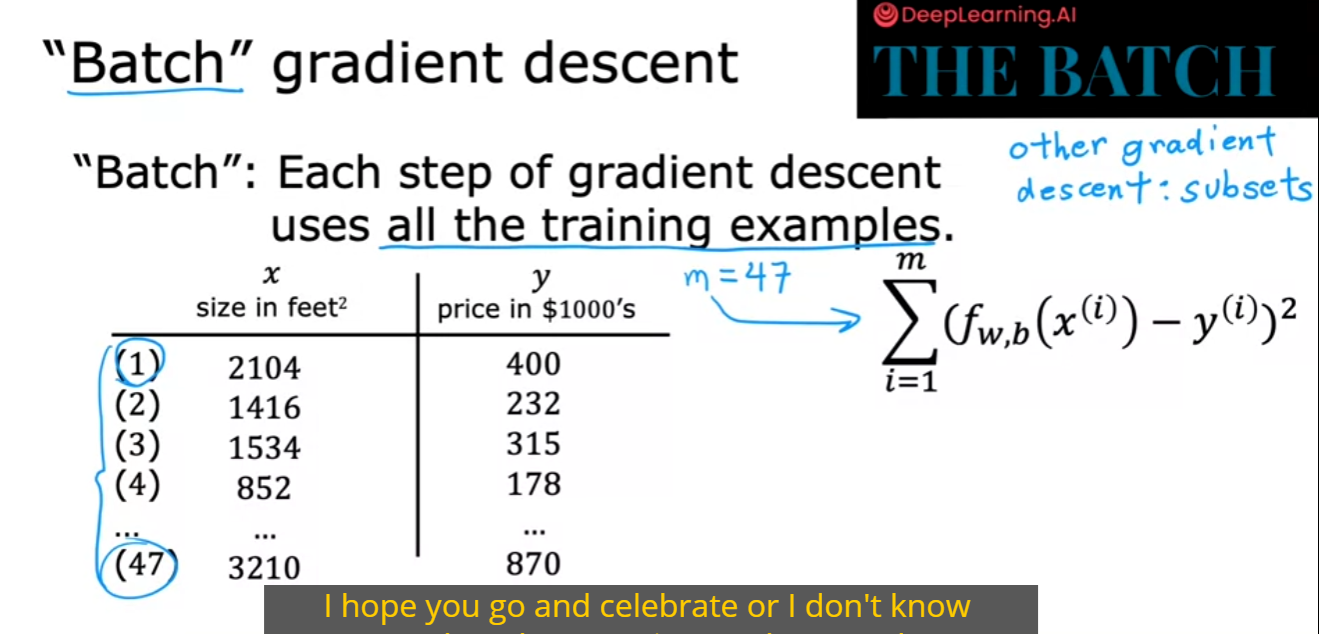 DeepLearning.AI
THE BATCH
“Batch” gradient descent
other gradient
descent: subsets
“Batch”: Each step of gradient descent
uses all the training examples.
m = 47
x y
size in feet² price in $1000’s
m
∑ (f_{w,b}(x^{(i)}) − y^{(i)})²
i=1
(1) 2104 400
(2) 1416 232
(3) 1534 315
(4) 852 178
... ... ...
(47) 3210 870
I hope you go and celebrate or I don't know